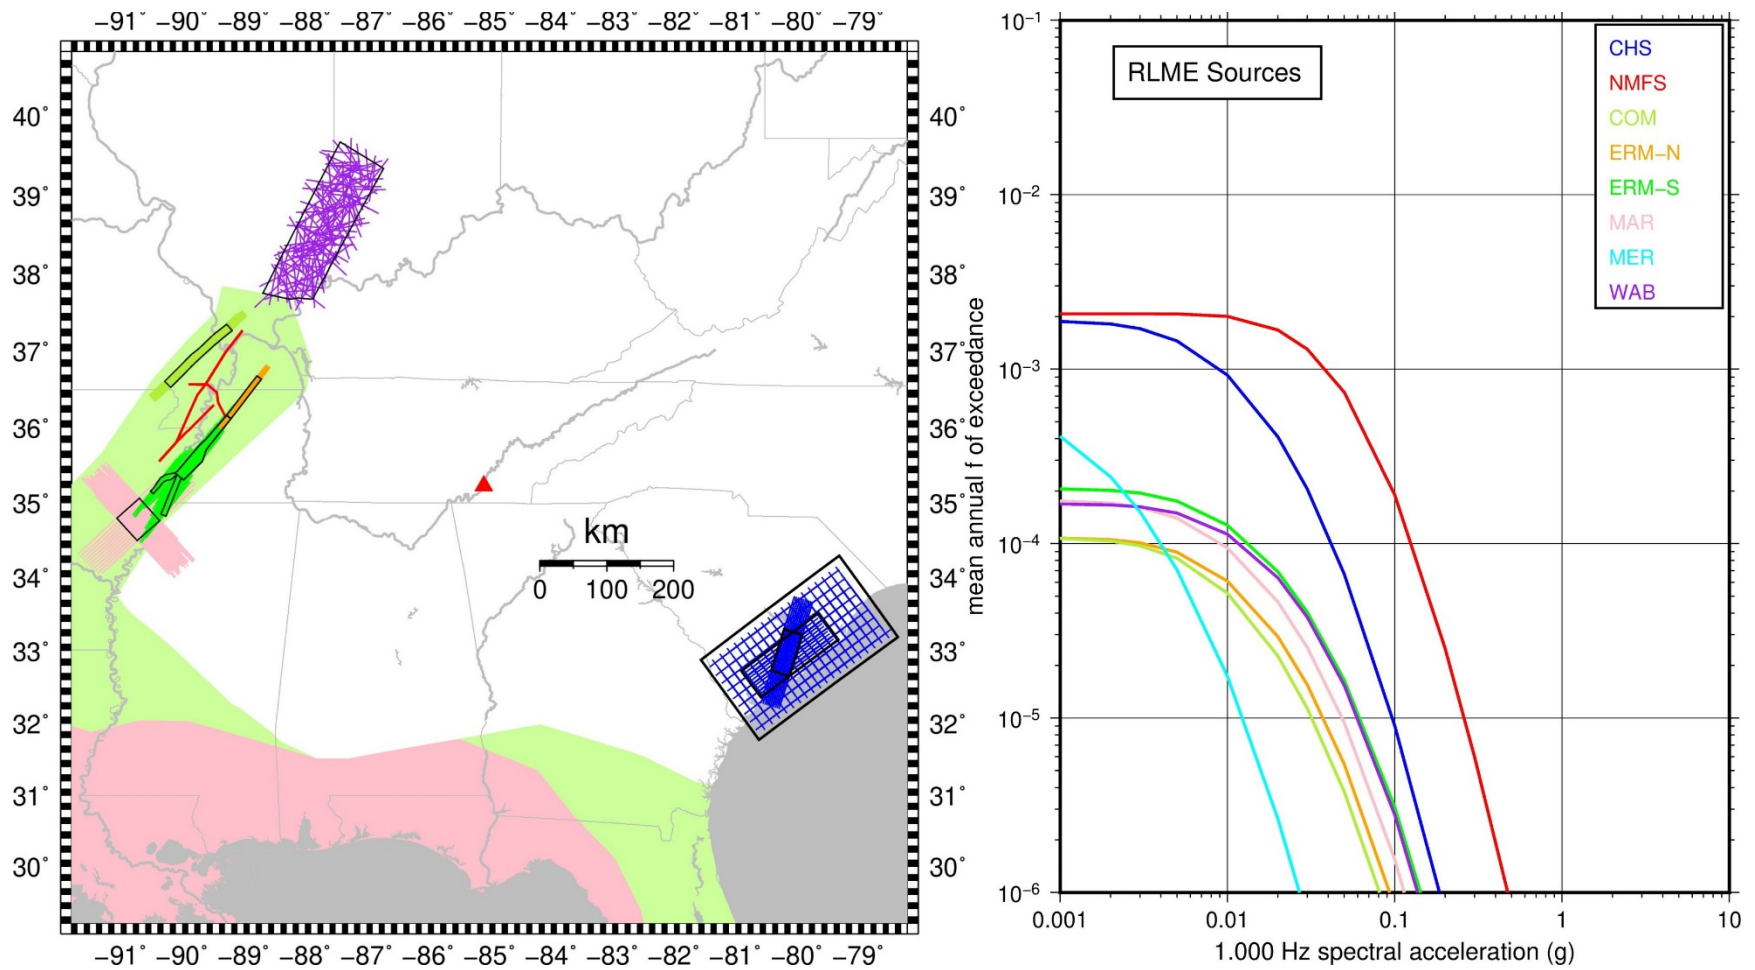 −91˚ −90˚ −89˚ −88˚ −87˚ −86˚ −85˚ −84˚ −83˚ −82˚ −81˚ −80˚ −79˚
40˚ 40˚
39˚ 39˚
38˚ 38˚
37˚ 37˚
36˚ 36˚
35˚ 35˚
34˚ 34˚
33˚ 33˚
32˚ 32˚
31˚ 31˚
30˚ 30˚
km
0 100 200
−91˚ −90˚ −89˚ −88˚ −87˚ −86˚ −85˚ −84˚ −83˚ −82˚ −81˚ −80˚ −79˚
mean annual f of exceedance
10⁻¹
10⁻²
10⁻³
10⁻⁴
10⁻⁵
10⁻⁶
RLME Sources
CHS
NMFS
COM
ERM−N
ERM−S
MAR
MER
WAB
0.001 0.01 0.1 1 10
1.000 Hz spectral acceleration (g)